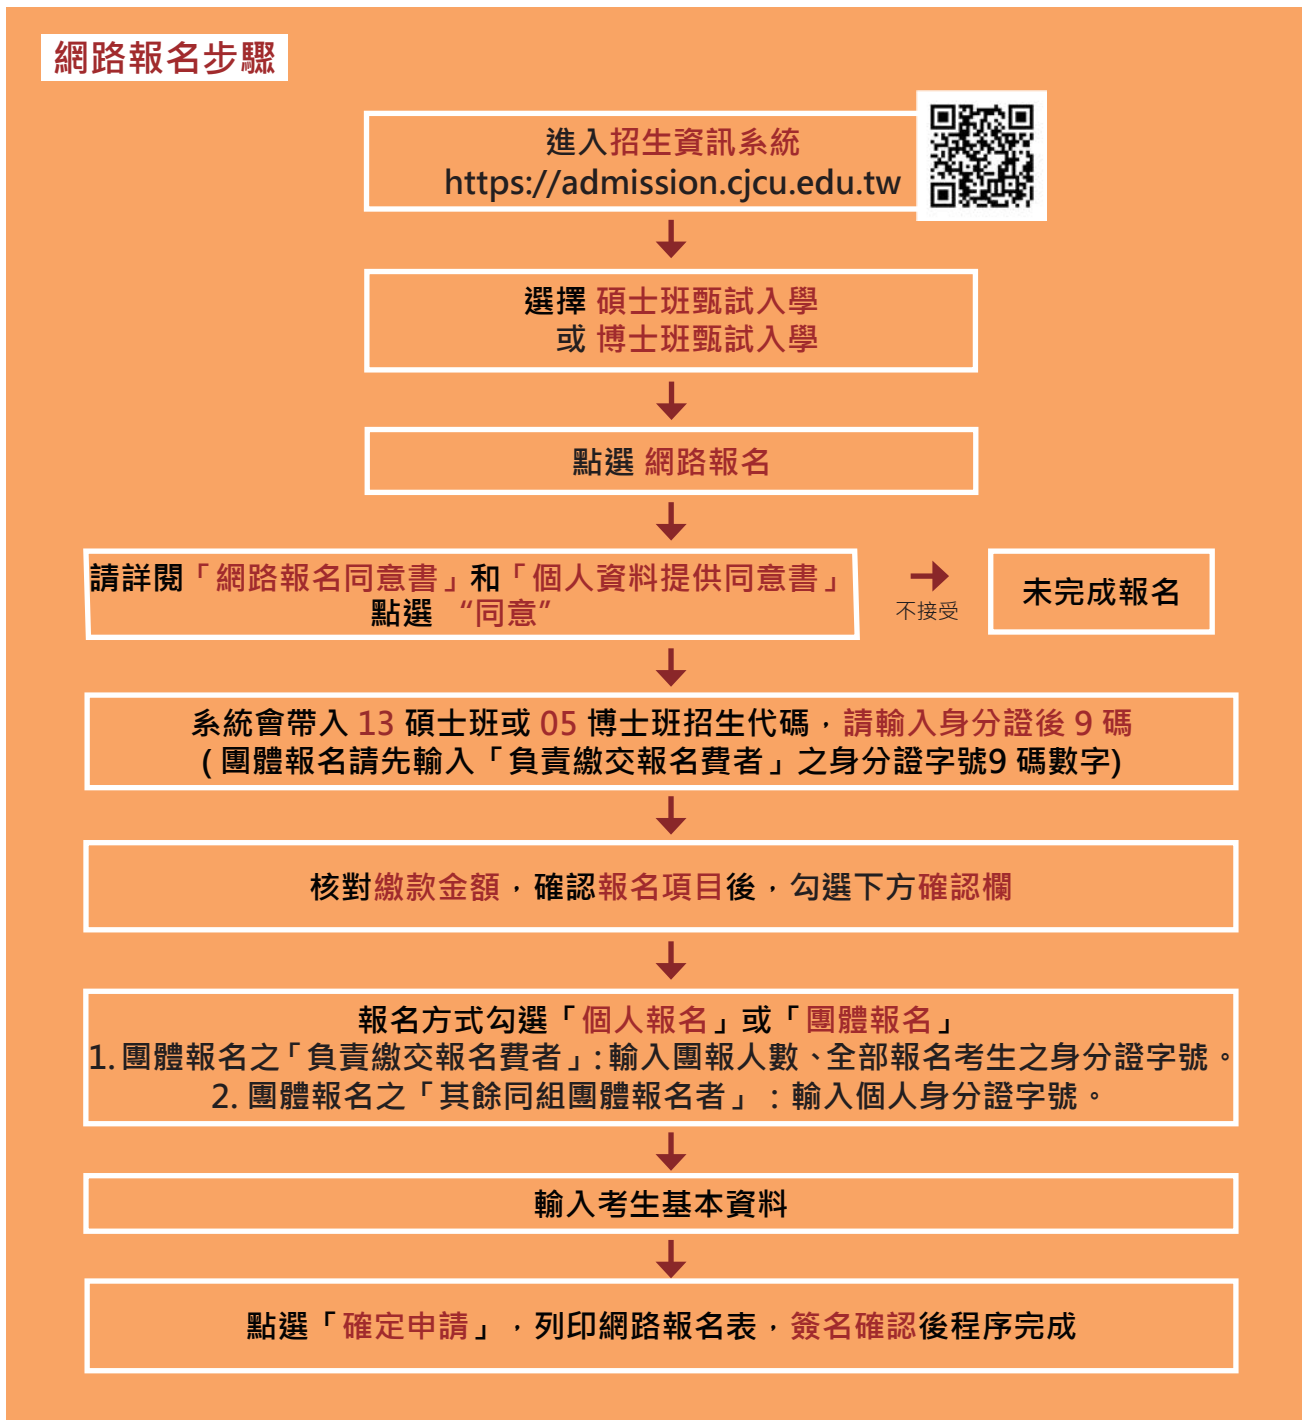 網路報名步驟
進入招生資訊系統
https://admission.cjcu.edu.tw
選擇 碩士班甄試入學
或 博士班甄試入學
點選 網路報名
請詳閱「網路報名同意書」和「個人資料提供同意書」
點選 “同意”
不接受
未完成報名
系統會帶入 13 碩士班或 05 博士班招生代碼，請輸入身分證後 9 碼
( 團體報名請先輸入「負責繳交報名費者」之身分證字號9 碼數字)
核對繳款金額，確認報名項目後，勾選下方確認欄
報名方式勾選「個人報名」或「團體報名」
1. 團體報名之「負責繳交報名費者」: 輸入團報人數、全部報名考生之身分證字號。
2. 團體報名之「其餘同組團體報名者」 : 輸入個人身分證字號。
輸入考生基本資料
點選「確定申請」，列印網路報名表，簽名確認後程序完成